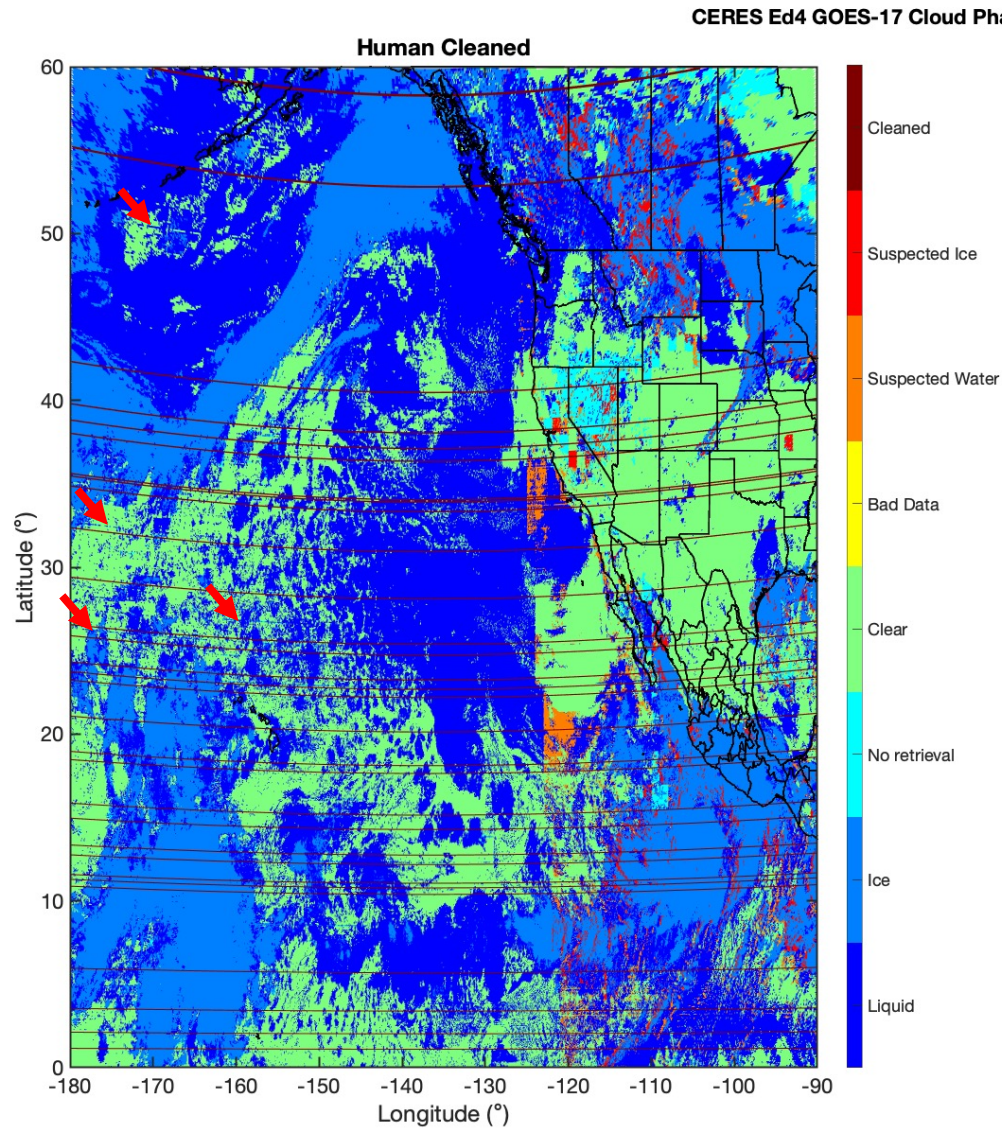 CERES Ed4 GOES-17 Cloud Pha
Human Cleaned
60
50
40
30
20
10
0
Latitude (°)
-180
-170
-160
-150
-140
-130
-120
-110
-100
-90
Longitude (°)
Cleaned
Suspected Ice
Suspected Water
Bad Data
Clear
No retrieval
Ice
Liquid